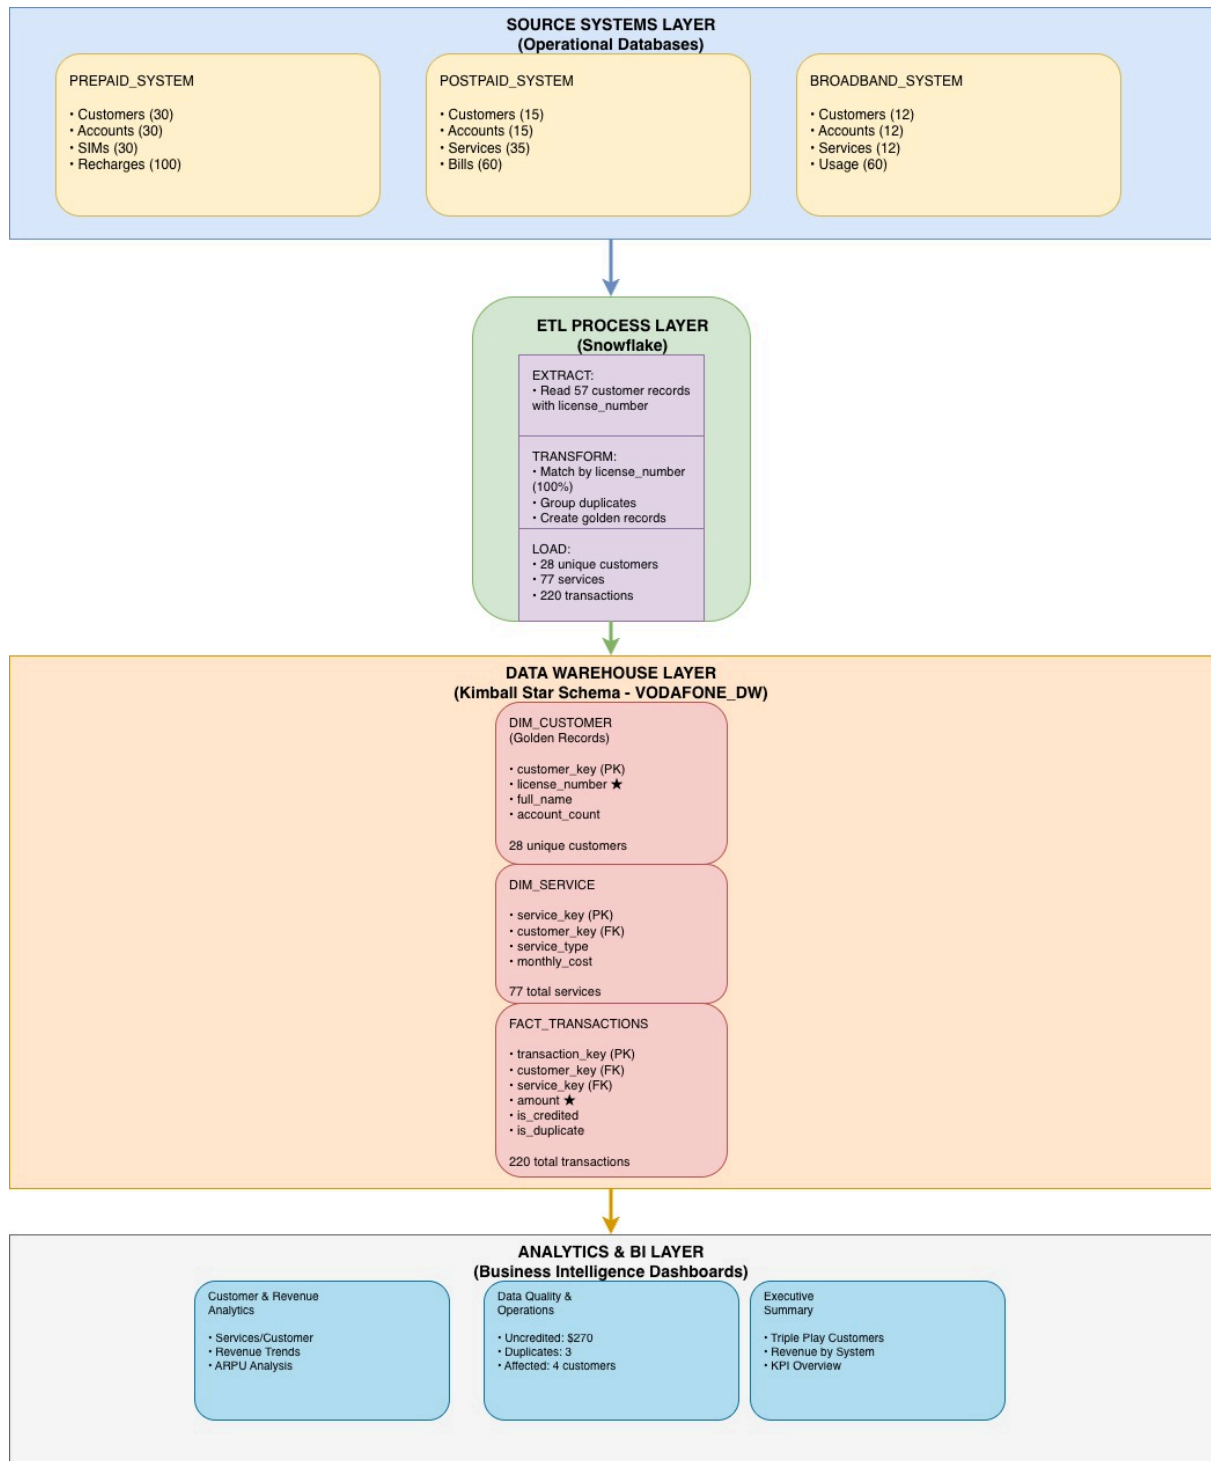 SOURCE SYSTEMS LAYER
(Operational Databases)
PREPAID_SYSTEM
• Customers (30)
• Accounts (30)
• SIMs (30)
• Recharges (100)
POSTPAID_SYSTEM
• Customers (15)
• Accounts (15)
• Services (35)
• Bills (60)
BROADBAND_SYSTEM
• Customers (12)
• Accounts (12)
• Services (12)
• Usage (60)
ETL PROCESS LAYER
(Snowflake)
EXTRACT:
• Read 57 customer records
with license_number
TRANSFORM:
• Match by license_number
(100%)
• Group duplicates
• Create golden records
LOAD:
• 28 unique customers
• 77 services
• 220 transactions
DATA WAREHOUSE LAYER
(Kimball Star Schema - VODAFONE_DW)
DIM_CUSTOMER
(Golden Records)
• customer_key (PK)
• license_number ★
• full_name
• account_count
28 unique customers
DIM_SERVICE
• service_key (PK)
• customer_key (FK)
• service_type
• monthly_cost
77 total services
FACT_TRANSACTIONS
• transaction_key (PK)
• customer_key (FK)
• service_key (FK)
• amount ★
• is_credited
• is_duplicate
220 total transactions
ANALYTICS & BI LAYER
(Business Intelligence Dashboards)
Customer & Revenue
Analytics
• Services/Customer
• Revenue Trends
• ARPU Analysis
Data Quality &
Operations
• Uncredited: $270
• Duplicates: 3
• Affected: 4 customers
Executive
Summary
• Triple Play Customers
• Revenue by System
• KPI Overview